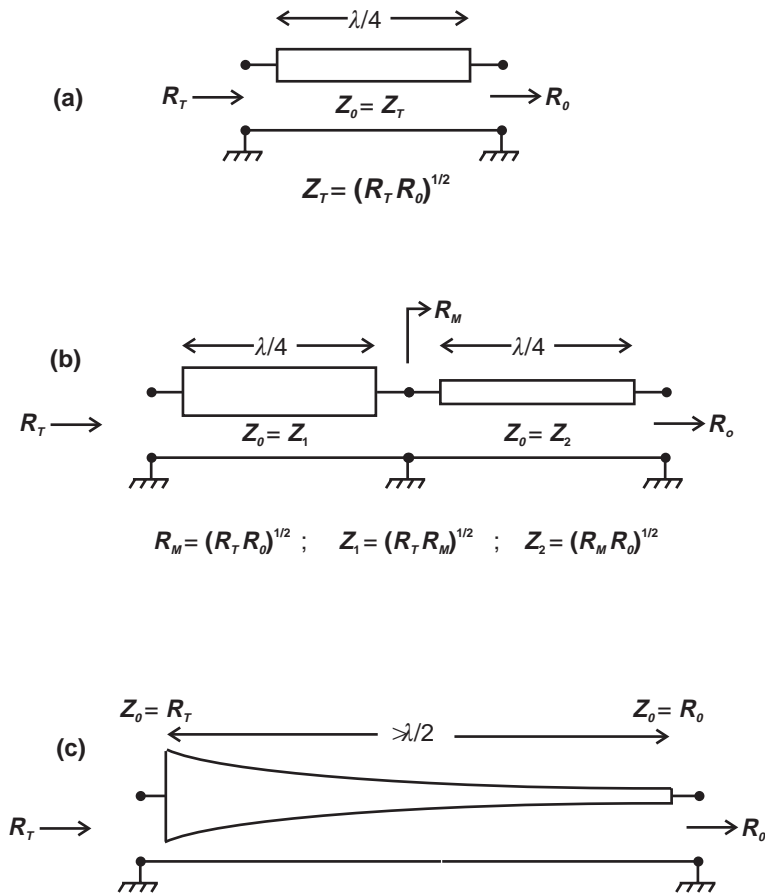 λ/4
(a)
R_T
Z_0 = Z_T
R_0
Z_T = (R_T R_0)^{1/2}
R_M
(b)
λ/4
λ/4
R_T
Z_0 = Z_1
Z_0 = Z_2
R_o
R_M = (R_T R_0)^{1/2} ; Z_1 = (R_T R_M)^{1/2} ; Z_2 = (R_M R_0)^{1/2}
Z_0 = R_T
Z_0 = R_0
(c)
>λ/2
R_T
R_0